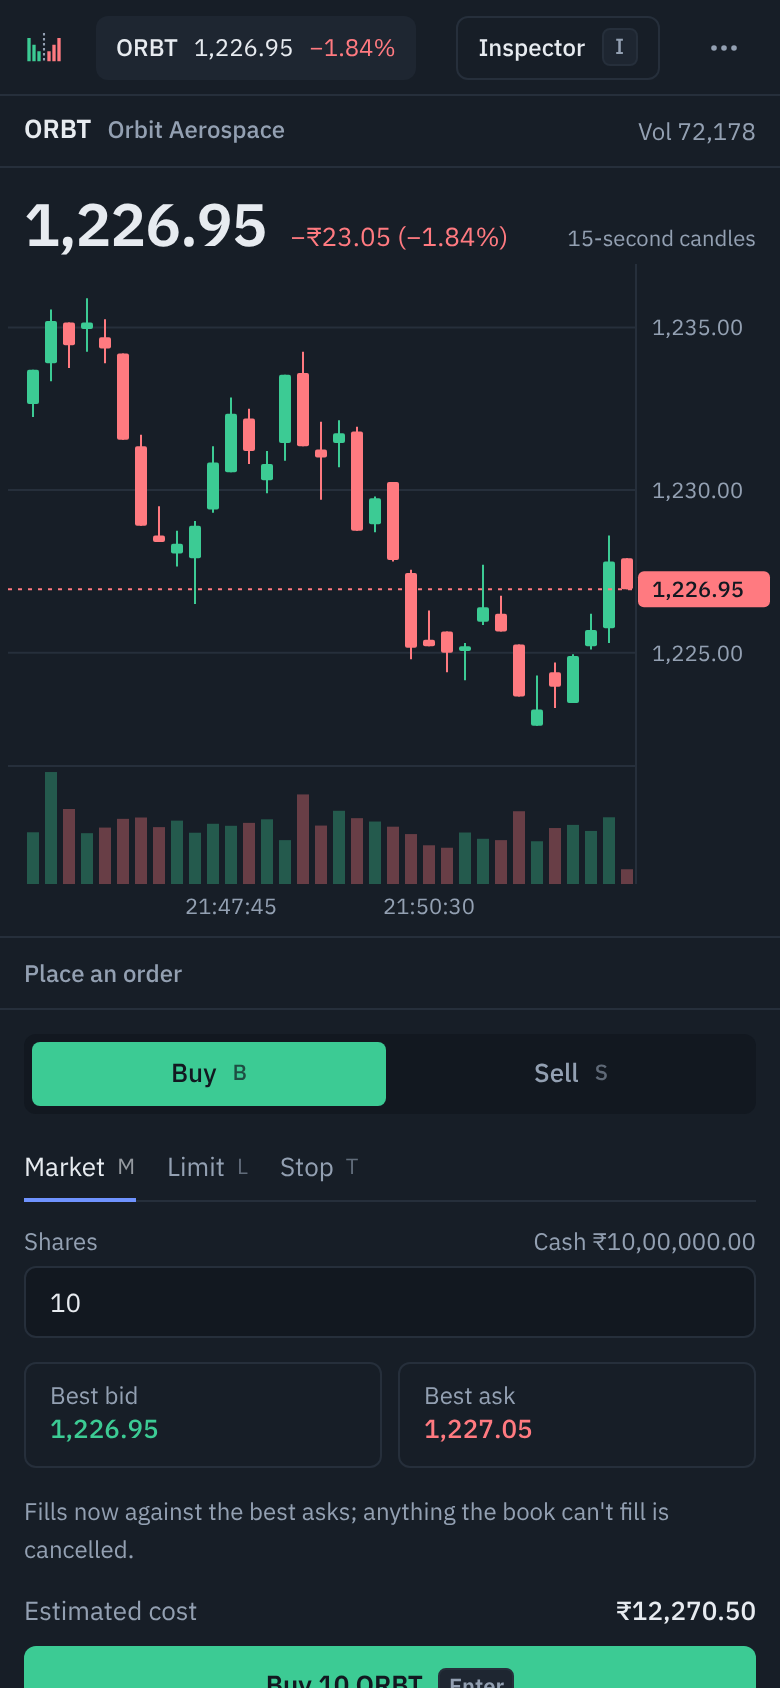 ORBT 1,226.95 −1.84% Inspector I
ORBT Orbit Aerospace Vol 72,178
1,226.95 −₹23.05 (−1.84%) 15-second candles
1,235.00
1,230.00
1,226.95
1,225.00
21:47:45 21:50:30
Place an order
Buy B Sell S
Market M Limit L Stop T
Shares Cash ₹10,00,000.00
10
Best bid Best ask
1,226.95 1,227.05
Fills now against the best asks; anything the book can't fill is
cancelled.
Estimated cost ₹12,270.50
Buy 10 ORBT Enter